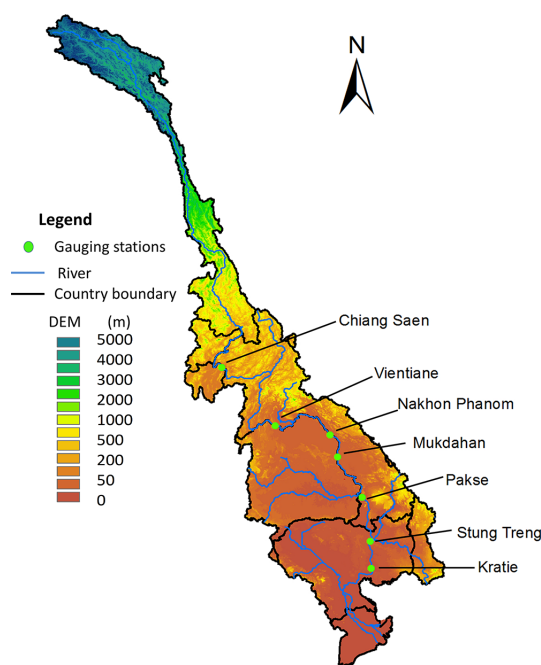 N
Legend
Gauging stations
River
Country boundary
DEM (m)
5000
4000
3000
2000
1000
500
200
50
0
Chiang Saen
Vientiane
Nakhon Phanom
Mukdahan
Pakse
Stung Treng
Kratie